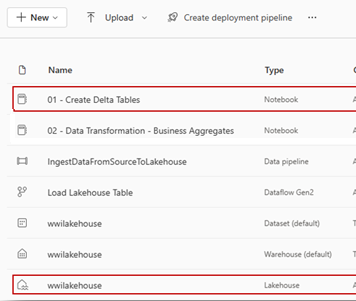 + New Upload Create deployment pipeline ...
Name Type
01 - Create Delta Tables Notebook
02 - Data Transformation - Business Aggregates Notebook
IngestDataFromSourceToLakehouse Data pipeline
Load Lakehouse Table Dataflow Gen2
wwilakehouse Dataset (default)
wwilakehouse Warehouse (default)
wwilakehouse Lakehouse